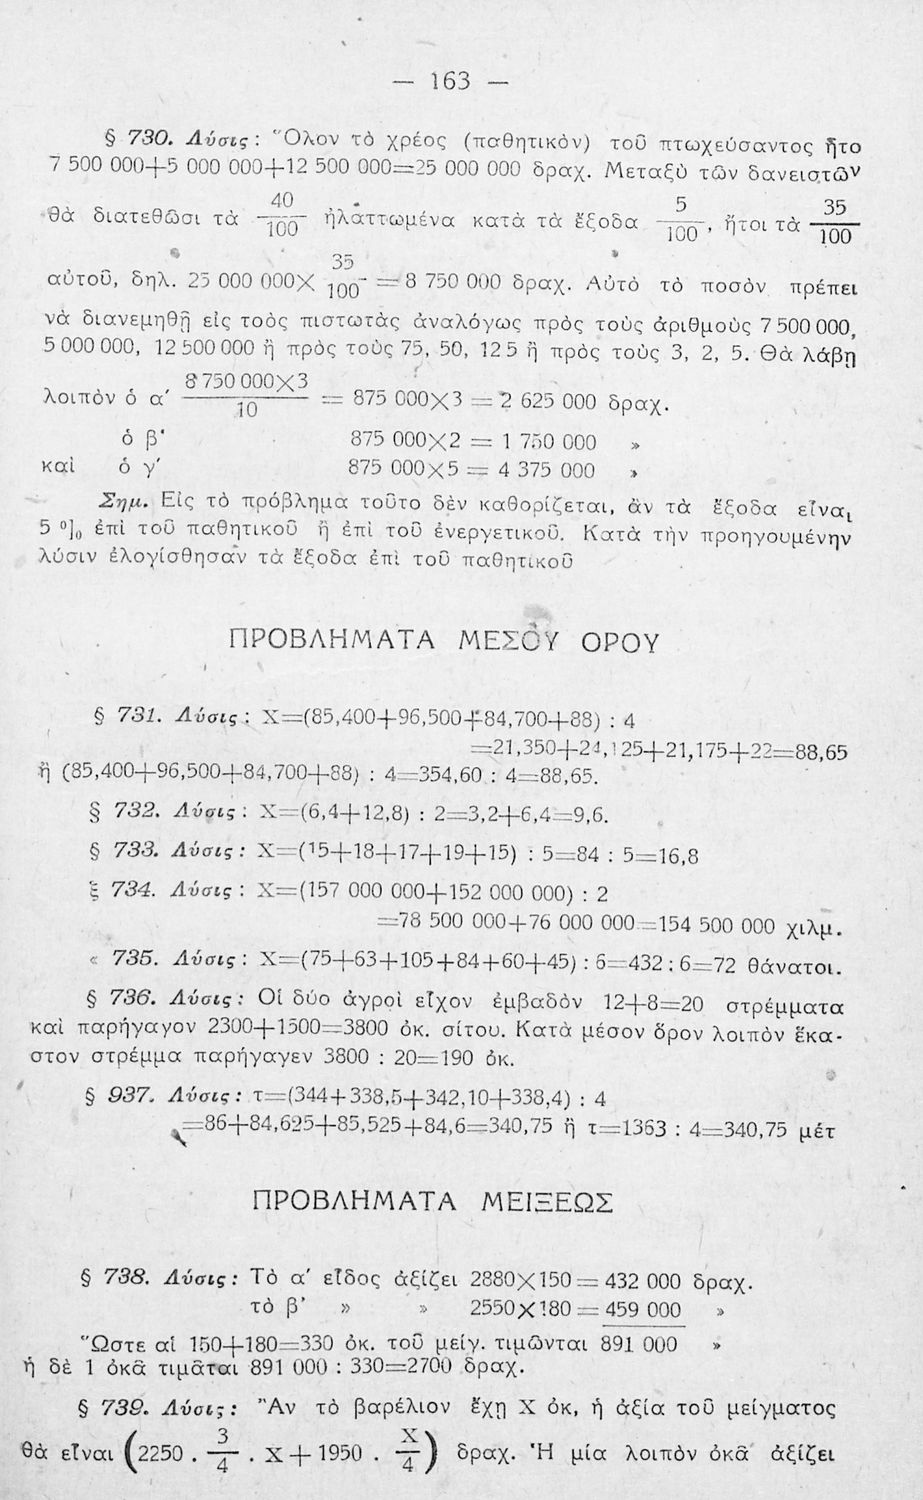 — 163 —
§ 730. Λύσις: Ὅλον τὸ χρέος (παθητικὸν) τοῦ πτωχεύσαντος ἦτο
7 500 000+5 000 000+12 500 000=25 000 000 δραχ. Μεταξὺ τῶν δανειστῶν
θὰ διατεθῶσι τὰ 40/100 ἠλαττωμένα κατὰ τὰ ἔξοδα 5/100, ἤτοι τὰ 35/100
αὐτοῦ, δηλ. 25 000 000× 35/100 = 8 750 000 δραχ. Αὐτὸ τὸ ποσὸν πρέπει
νὰ διανεμηθῇ εἰς τοὺς πιστωτὰς ἀναλόγως πρὸς τοὺς ἀριθμοὺς 7 500 000,
5 000 000, 12 500 000 ἢ πρὸς τοὺς 75, 50, 125 ἢ πρὸς τοὺς 3, 2, 5. Θὰ λάβῃ
λοιπὸν ὁ α΄ 8 750 000×3/10 = 875 000×3 = 2 625 000 δραχ.
ὁ β΄ 875 000×2 = 1 750 000 »
καὶ ὁ γ΄ 875 000×5 = 4 375 000 »
Σημ. Εἰς τὸ πρόβλημα τοῦτο δὲν καθορίζεται, ἂν τὰ ἔξοδα εἶναι
5 °]₀ ἐπὶ τοῦ παθητικοῦ ἢ ἐπὶ τοῦ ἐνεργετικοῦ. Κατὰ τὴν προηγουμένην
λύσιν ἐλογίσθησαν τὰ ἔξοδα ἐπὶ τοῦ παθητικοῦ
ΠΡΟΒΛΗΜΑΤΑ ΜΕΣΟΥ ΟΡΟΥ
§ 731. Λύσις: Χ=(85,400+96,500+84,700+88) : 4
=21,350+24,125+21,175+22=88,65
ἢ (85,400+96,500+84,700+88) : 4=354,60 : 4=88,65.
§ 732. Λύσις: Χ=(6,4+12,8) : 2=3,2+6,4=9,6.
§ 733. Λύσις: Χ=(15+18+17+19+15) : 5=84 : 5=16,8
ξ 734. Λύσις: Χ=(157 000 000+152 000 000) : 2
=78 500 000+76 000 000=154 500 000 χιλμ.
« 735. Λύσις: Χ=(75+63+105+84+60+45) : 6=432 : 6=72 θάνατοι.
§ 736. Λύσις: Οἱ δύο ἀγροὶ εἶχον ἐμβαδὸν 12+8=20 στρέμματα
καὶ παρήγαγον 2300+1500=3800 ὀκ. σίτου. Κατὰ μέσον ὅρον λοιπὸν ἕκα-
στον στρέμμα παρήγαγεν 3800 : 20=190 ὀκ.
§ 937. Λύσις: τ=(344+338,5+342,10+338,4) : 4
=86+84,625+85,525+84,6=340,75 ἢ τ=1363 : 4=340,75 μέτ
ΠΡΟΒΛΗΜΑΤΑ ΜΕΙΞΕΩΣ
§ 738. Λύσις: Τὸ α΄ εἶδος ἀξίζει 2880×150 = 432 000 δραχ.
τὸ β΄ » » 2550×180 = 459 000 »
Ὥστε αἱ 150+180=330 ὀκ. τοῦ μείγ. τιμῶνται 891 000 »
ἡ δὲ 1 ὀκᾶ τιμᾶται 891 000 : 330=2700 δραχ.
§ 739. Λύσις: Ἂν τὸ βαρέλιον ἔχῃ Χ ὀκ, ἡ ἀξία τοῦ μείγματος
θὰ εἶναι (2250 . 3/4 . Χ+1950 . Χ/4) δραχ. Ἡ μία λοιπὸν ὀκᾶ ἀξίζει